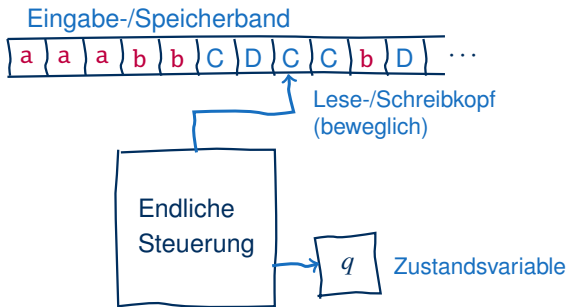 Eingabe-/Speicherband
a a a b b C D C C b D ...
Lese-/Schreibkopf
(beweglich)
Endliche
Steuerung
q
Zustandsvariable